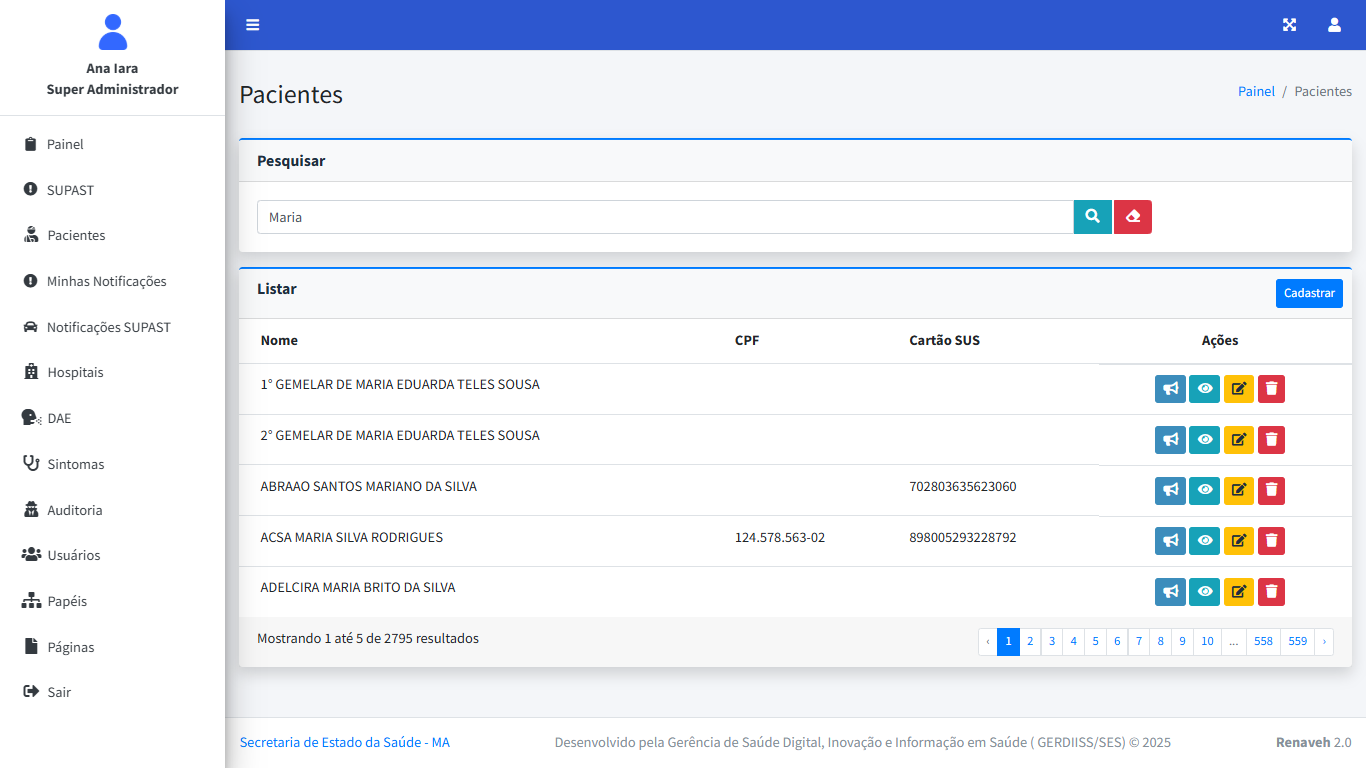 Ana Iara
Super Administrador
Painel
SUPAST
Pacientes
Minhas Notificações
Notificações SUPAST
Hospitais
DAE
Sintomas
Auditoria
Usuários
Papéis
Páginas
Sair
Pacientes
Painel / Pacientes
Pesquisar
Maria
Listar
Cadastrar
Nome CPF Cartão SUS Ações
1° GEMELAR DE MARIA EDUARDA TELES SOUSA
2° GEMELAR DE MARIA EDUARDA TELES SOUSA
ABRAAO SANTOS MARIANO DA SILVA 702803635623060
ACSA MARIA SILVA RODRIGUES 124.578.563-02 898005293228792
ADELCIRA MARIA BRITO DA SILVA
Mostrando 1 até 5 de 2795 resultados
‹ 1 2 3 4 5 6 7 8 9 10 ... 558 559 ›
Secretaria de Estado da Saúde - MA
Desenvolvido pela Gerência de Saúde Digital, Inovação e Informação em Saúde ( GERDIISS/SES) © 2025
Renaveh 2.0